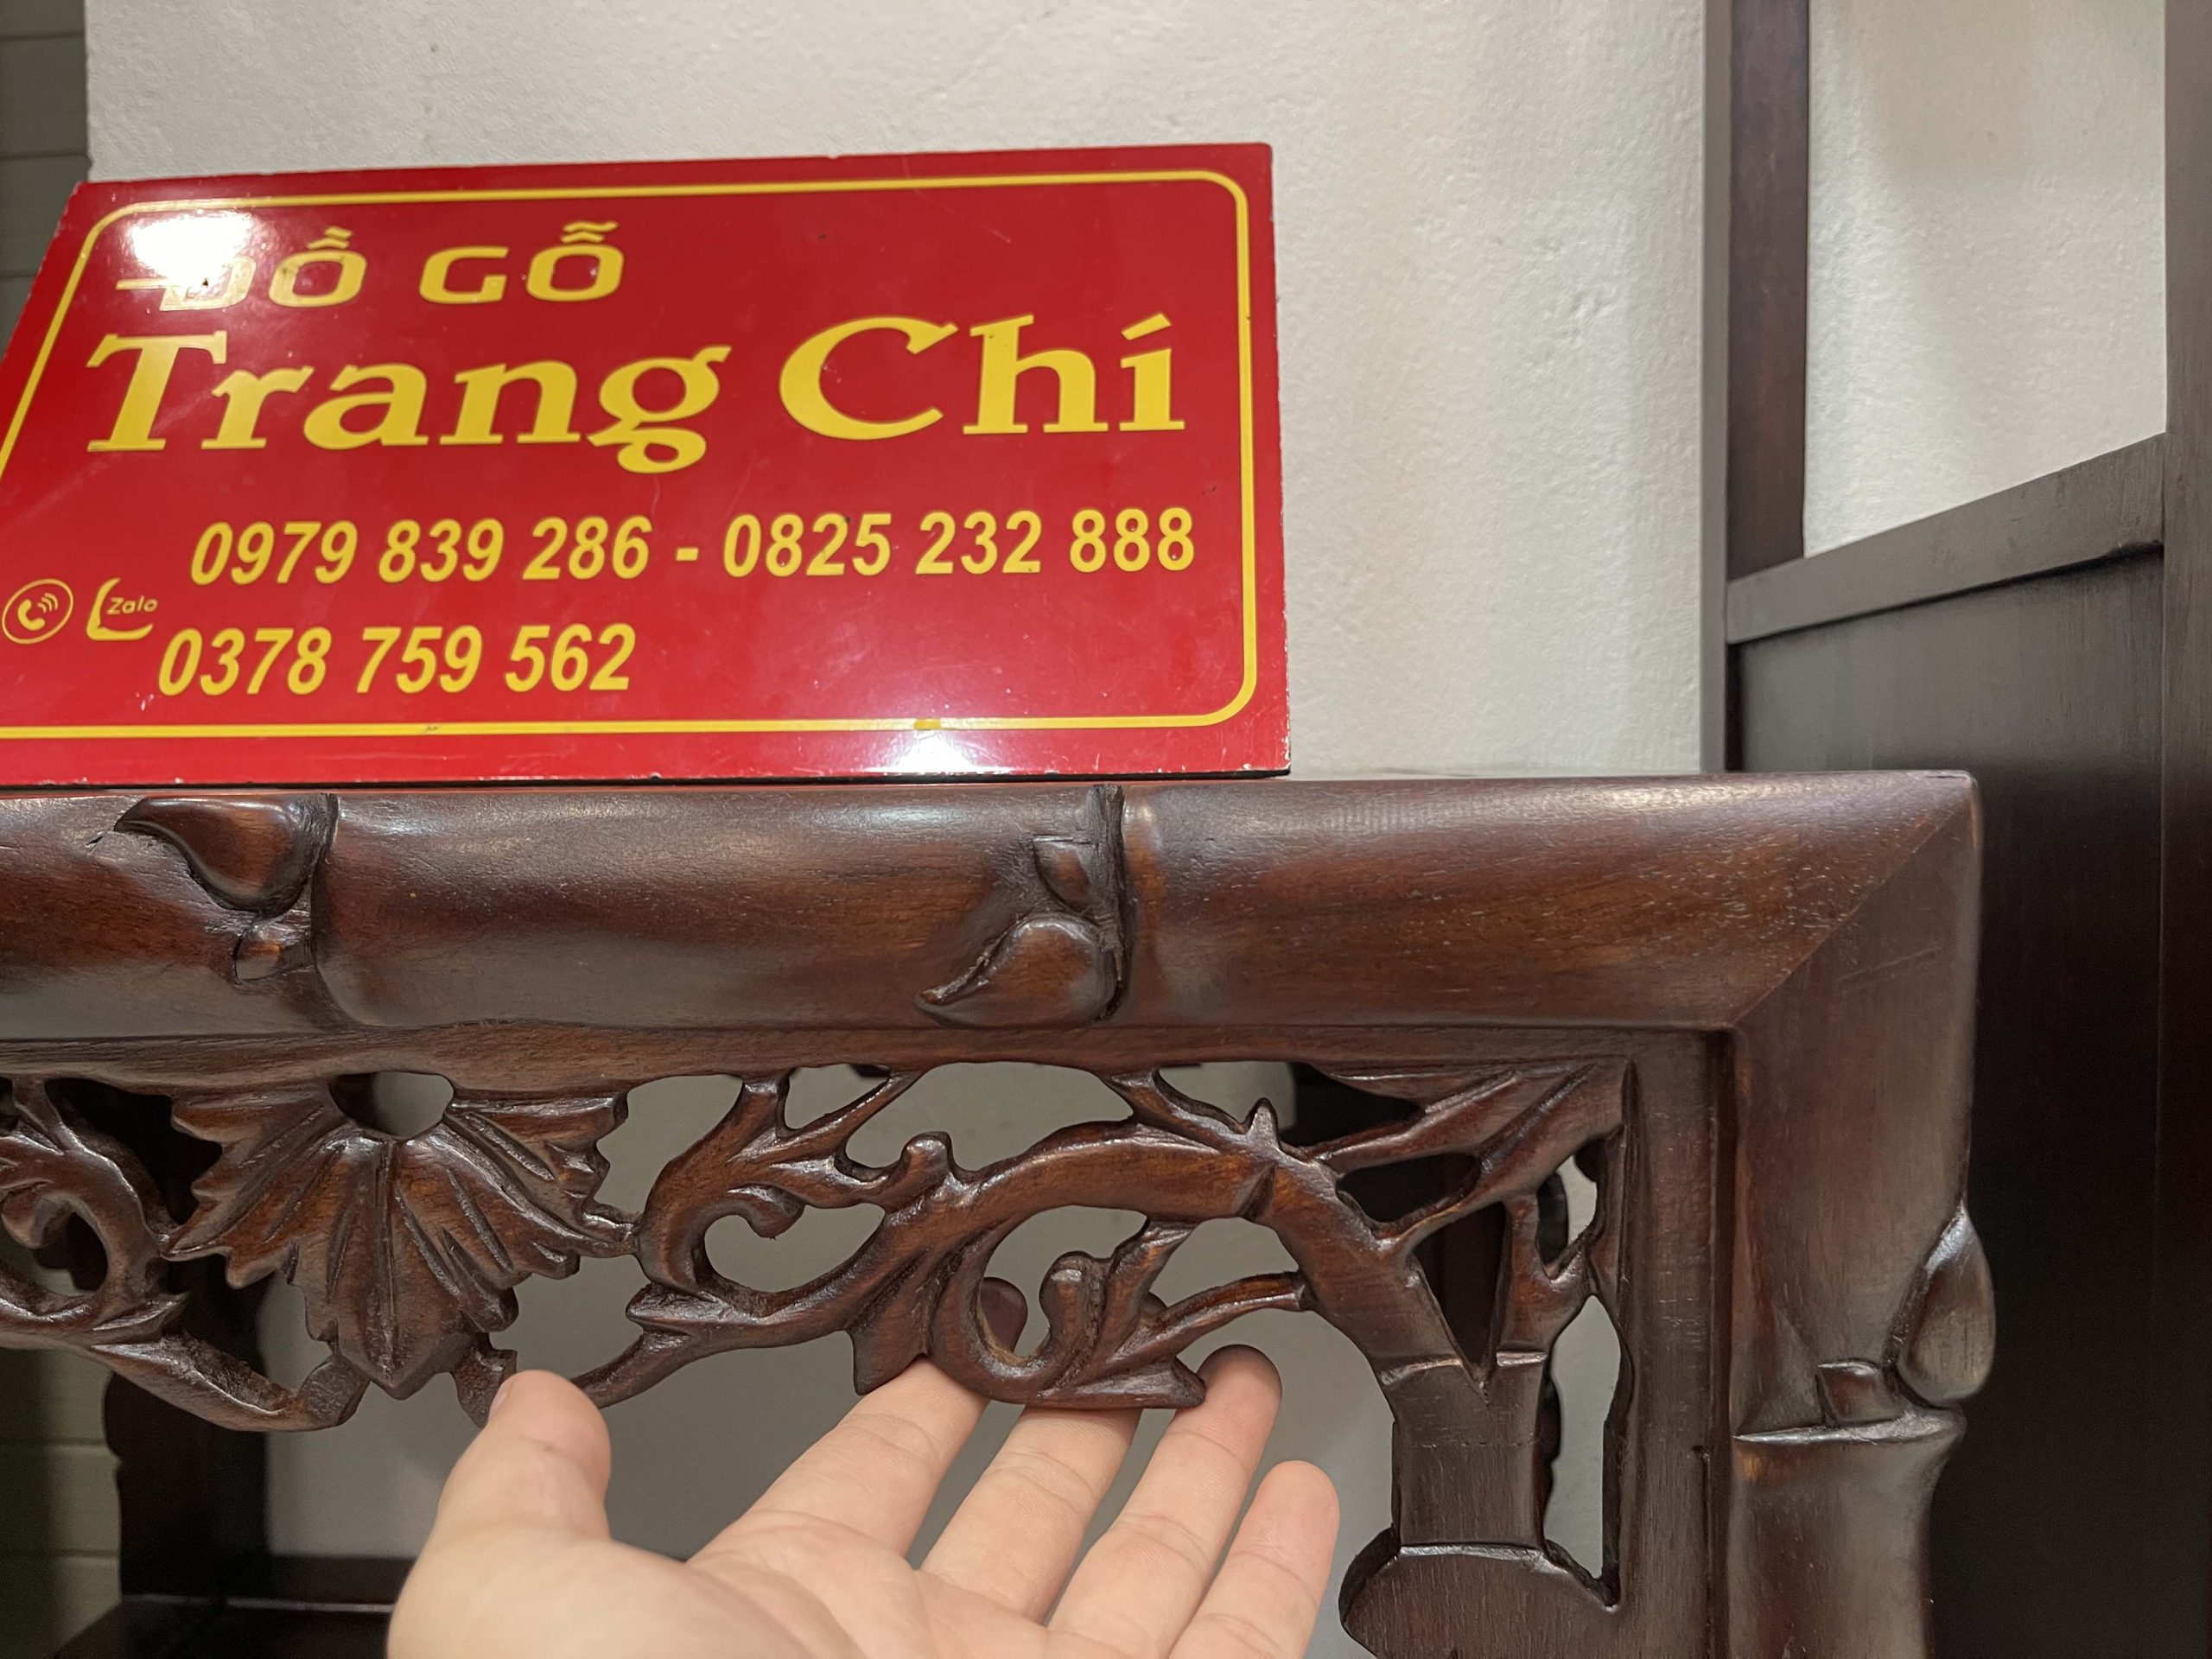 ĐỒ GỖ
Trang Chí
0979 839 286 - 0825 232 888
Zalo
0378 759 562